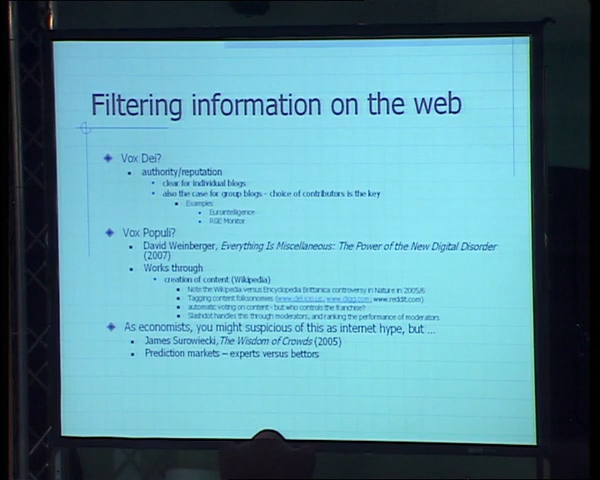 Filtering information on the web
Vox Dei?
authority/reputation
clear for individual blogs
also the case for group blogs - choice of contributors is the key
Examples
Eurointelligence
RGE Monitor
Vox Populi?
David Weinberger, Everything Is Miscellaneous: The Power of the New Digital Disorder
(2007)
Works through
creation of content (Wikipedia)
Note the Wikipedia versus Encyclopedia Brittanica controversy in Nature in 2005/6
Tagging content folksonomies (www.del.icio.us, www.digg.com, www.reddit.com)
automatic voting on content - but who controls the franchise?
Slashdot handles this through moderators, and ranking the performance of moderators
As economists, you might suspicious of this as internet hype, but ...
James Surowiecki, The Wisdom of Crowds (2005)
Prediction markets – experts versus bettors